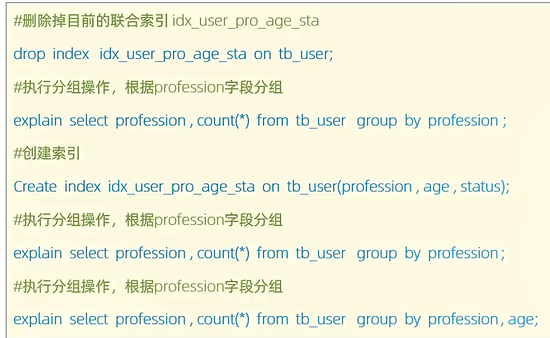 #删除掉目前的联合索引 idx_user_pro_age_sta
drop index idx_user_pro_age_sta on tb_user;
#执行分组操作，根据profession字段分组
explain select profession , count(*) from tb_user group by profession ;
#创建索引
Create index idx_user_pro_age_sta on tb_user(profession , age , status);
#执行分组操作，根据profession字段分组
explain select profession , count(*) from tb_user group by profession ;
#执行分组操作，根据profession字段分组
explain select profession , count(*) from tb_user group by profession , age;